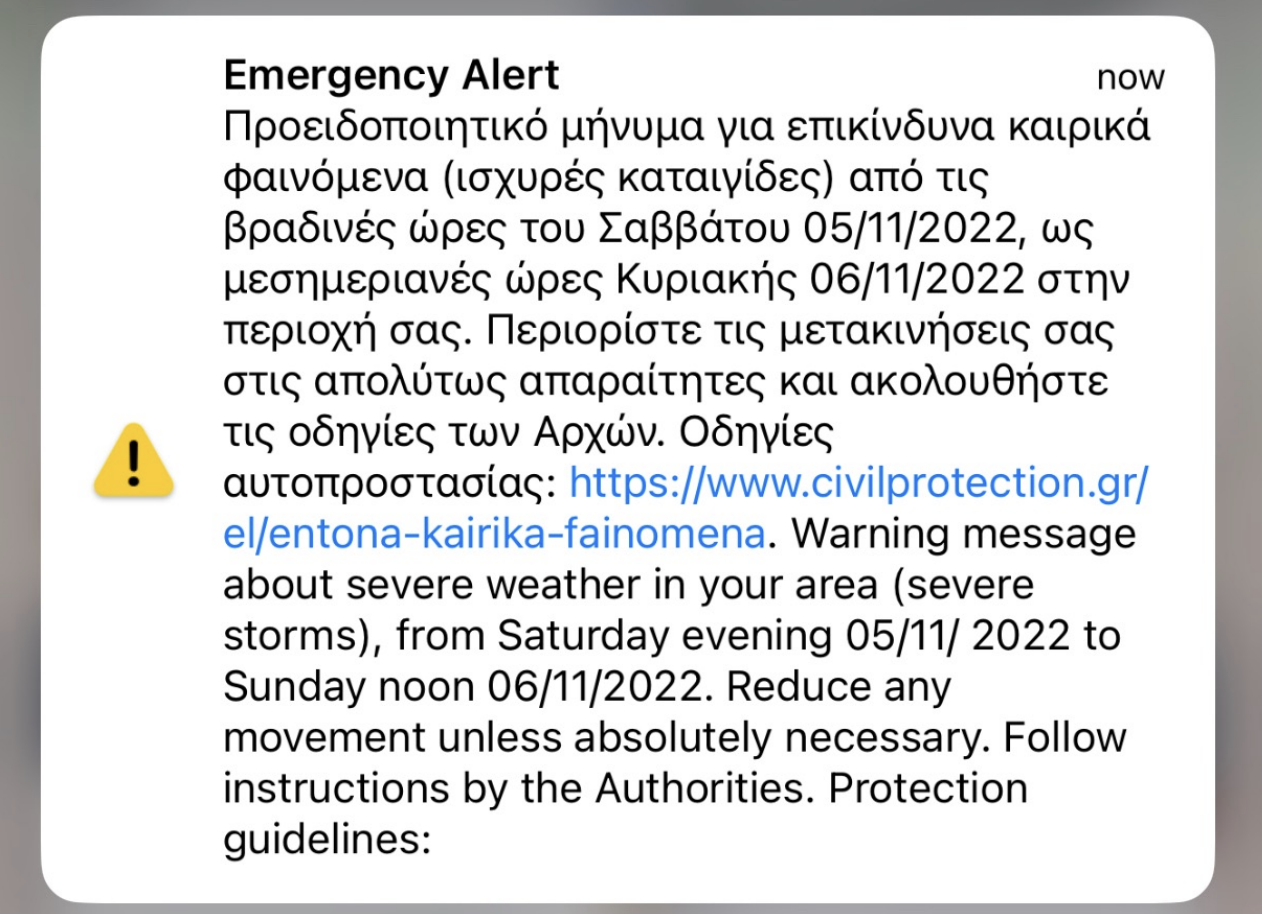 Emergency Alert now
Προειδοποιητικό μήνυμα για επικίνδυνα καιρικά
φαινόμενα (ισχυρές καταιγίδες) από τις
βραδινές ώρες του Σαββάτου 05/11/2022, ως
μεσημεριανές ώρες Κυριακής 06/11/2022 στην
περιοχή σας. Περιορίστε τις μετακινήσεις σας
στις απολύτως απαραίτητες και ακολουθήστε
τις οδηγίες των Αρχών. Οδηγίες
αυτοπροστασίας: https://www.civilprotection.gr/
el/entona-kairika-fainomena. Warning message
about severe weather in your area (severe
storms), from Saturday evening 05/11/ 2022 to
Sunday noon 06/11/2022. Reduce any
movement unless absolutely necessary. Follow
instructions by the Authorities. Protection
guidelines: